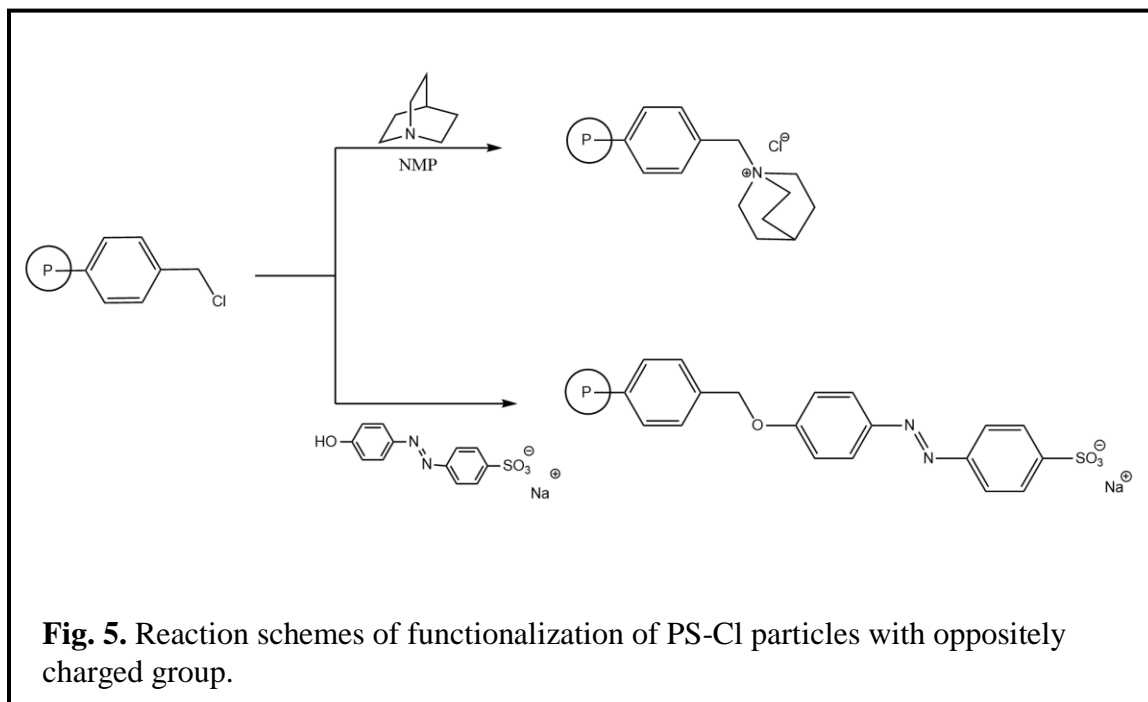 N
NMP
P
Cl
P
Cl⊖
⊕N
P
O
N
N
SO3⊖
Na⊕
HO
N
N
SO3⊖
Na⊕
Fig. 5. Reaction schemes of functionalization of PS-Cl particles with oppositely
charged group.